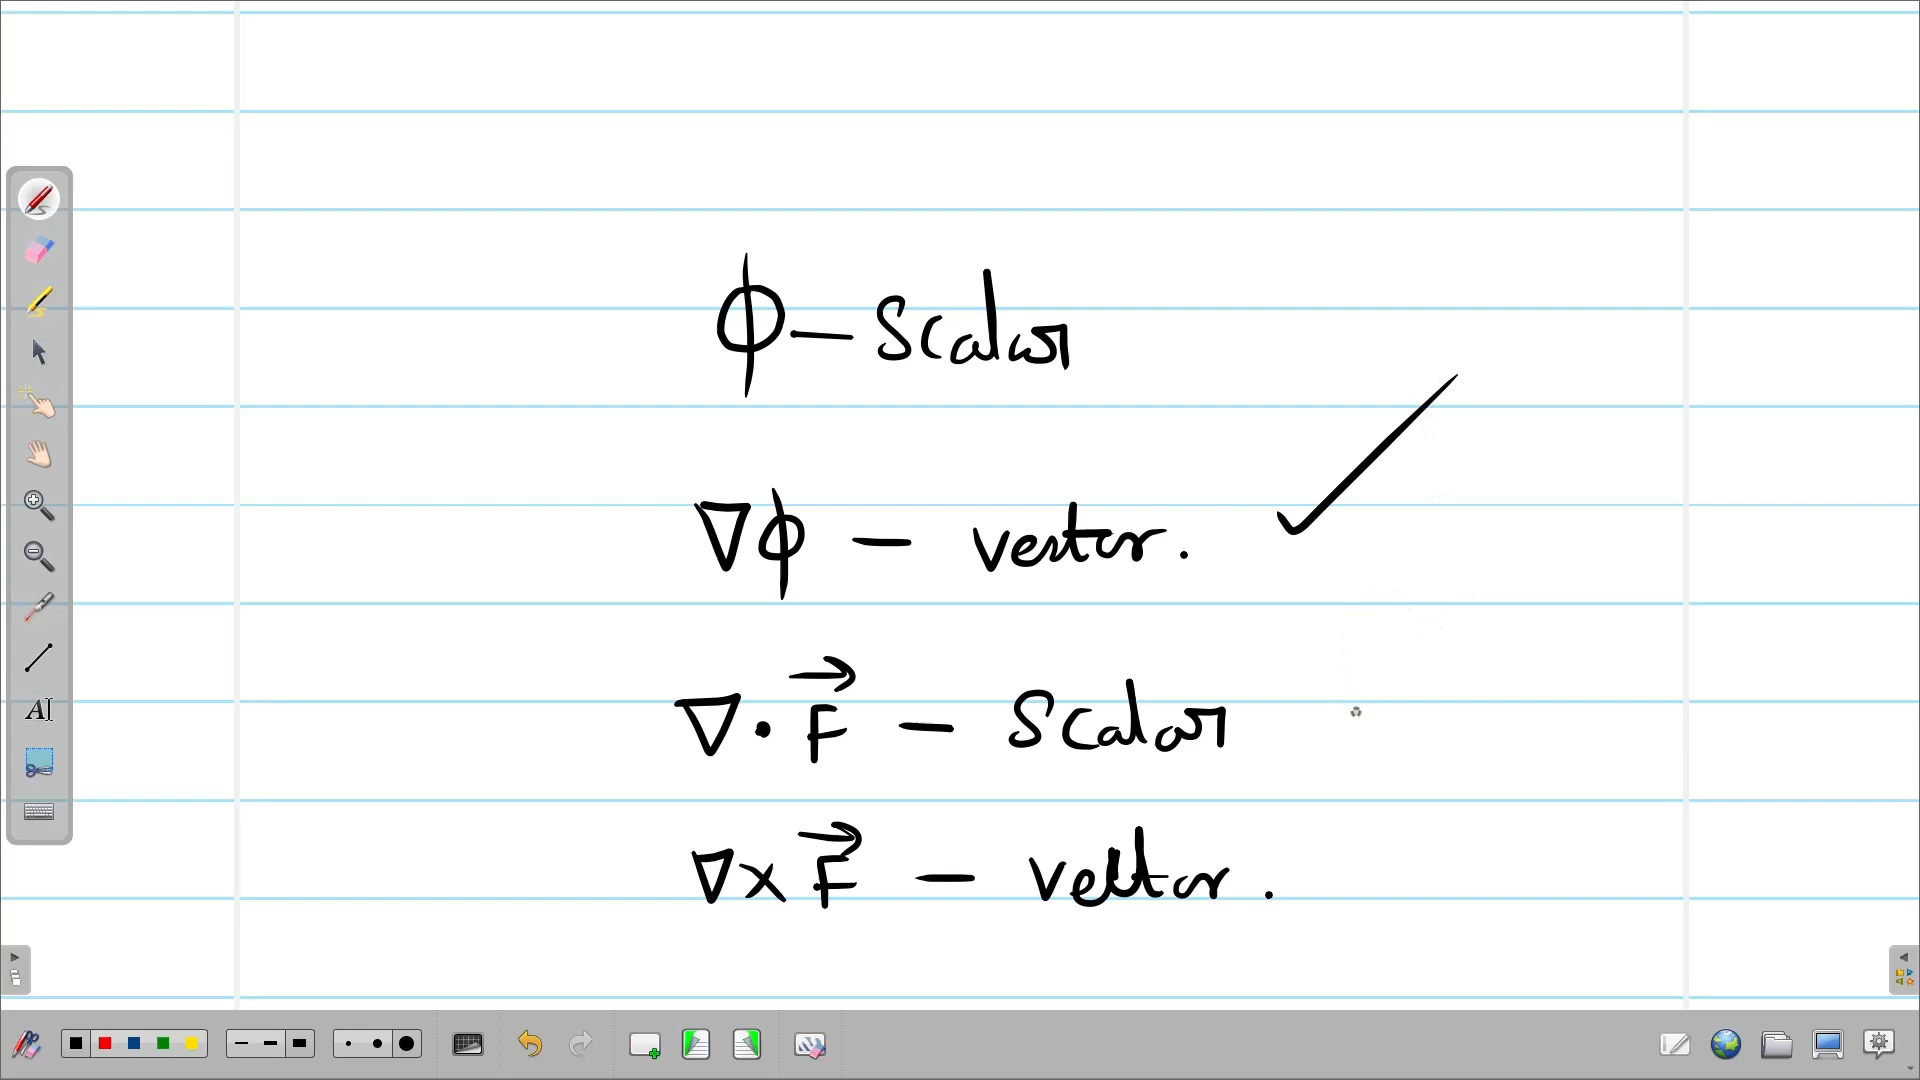 ϕ — Scalar
∇ϕ — vector.
∇ · F⃗ — Scalar
∇ × F⃗ — vector.